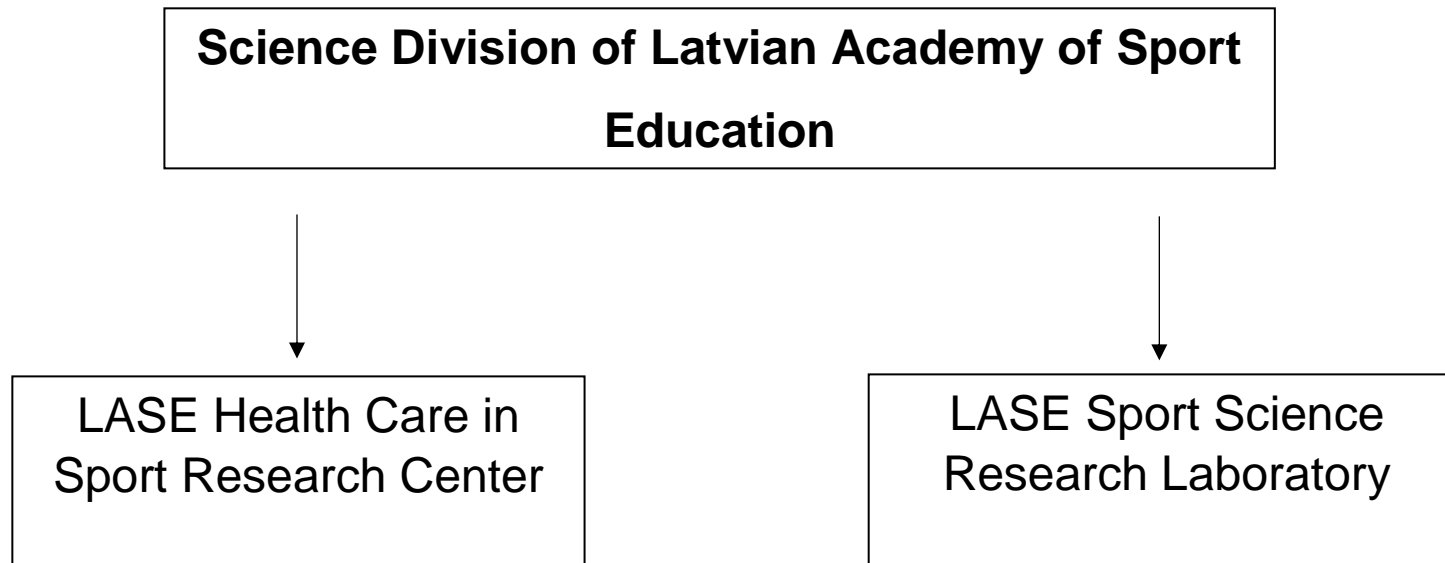 Science Division of Latvian Academy of Sport
Education
LASE Health Care in
Sport Research Center
LASE Sport Science
Research Laboratory